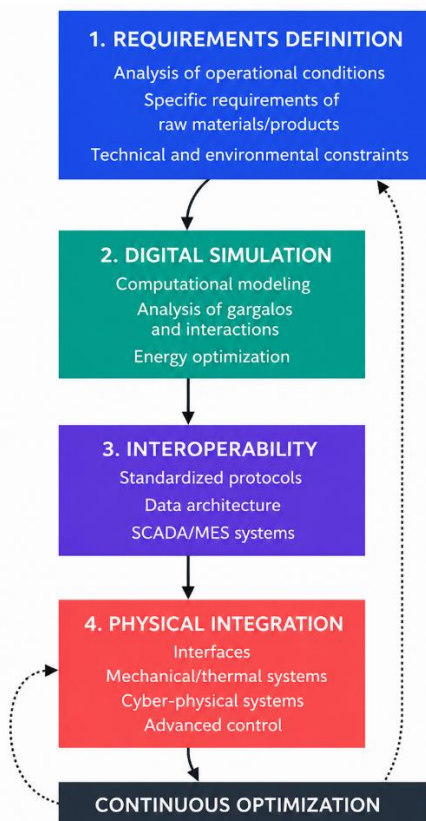 1. REQUIREMENTS DEFINITION
Analysis of operational conditions
Specific requirements of
raw materials/products
Technical and environmental constraints
2. DIGITAL SIMULATION
Computational modeling
Analysis of gargalos
and interactions
Energy optimization
3. INTEROPERABILITY
Standardized protocols
Data architecture
SCADA/MES systems
4. PHYSICAL INTEGRATION
Interfaces
Mechanical/thermal systems
Cyber-physical systems
Advanced control
CONTINUOUS OPTIMIZATION